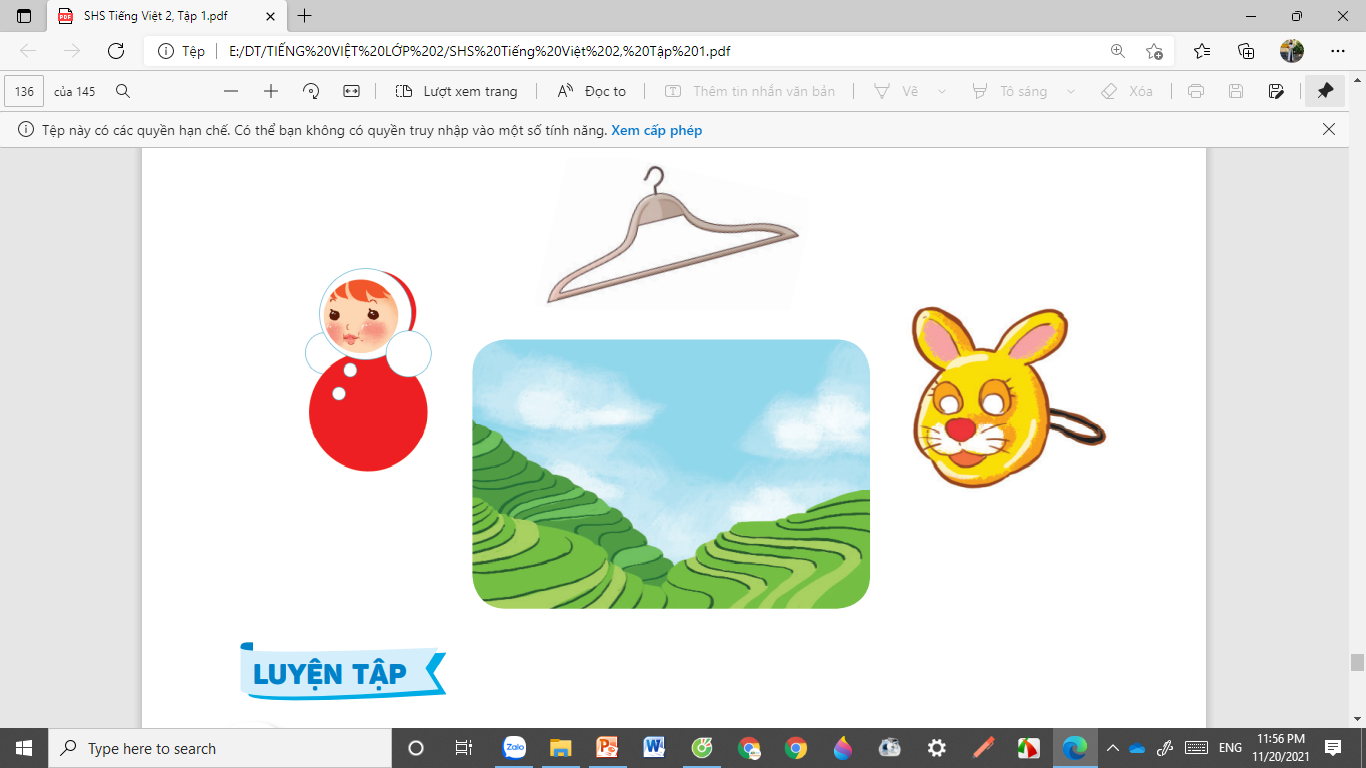 SHS Tiếng Việt 2, Tập 1.pdf
Tệp E:/DT/TIẾNG%20VIỆT%20LỚP%202/SHS%20Tiếng%20Việt%202,%20Tập%201.pdf
136 của 145 Lượt xem trang Đọc to Thêm tin nhắn văn bản Vẽ Tô sáng Xóa
Tệp này có các quyền hạn chế. Có thể bạn không có quyền truy nhập vào một số tính năng. Xem cấp phép
LUYỆN TẬP
Type here to search Zalo ENG 11:56 PM
11/20/2021